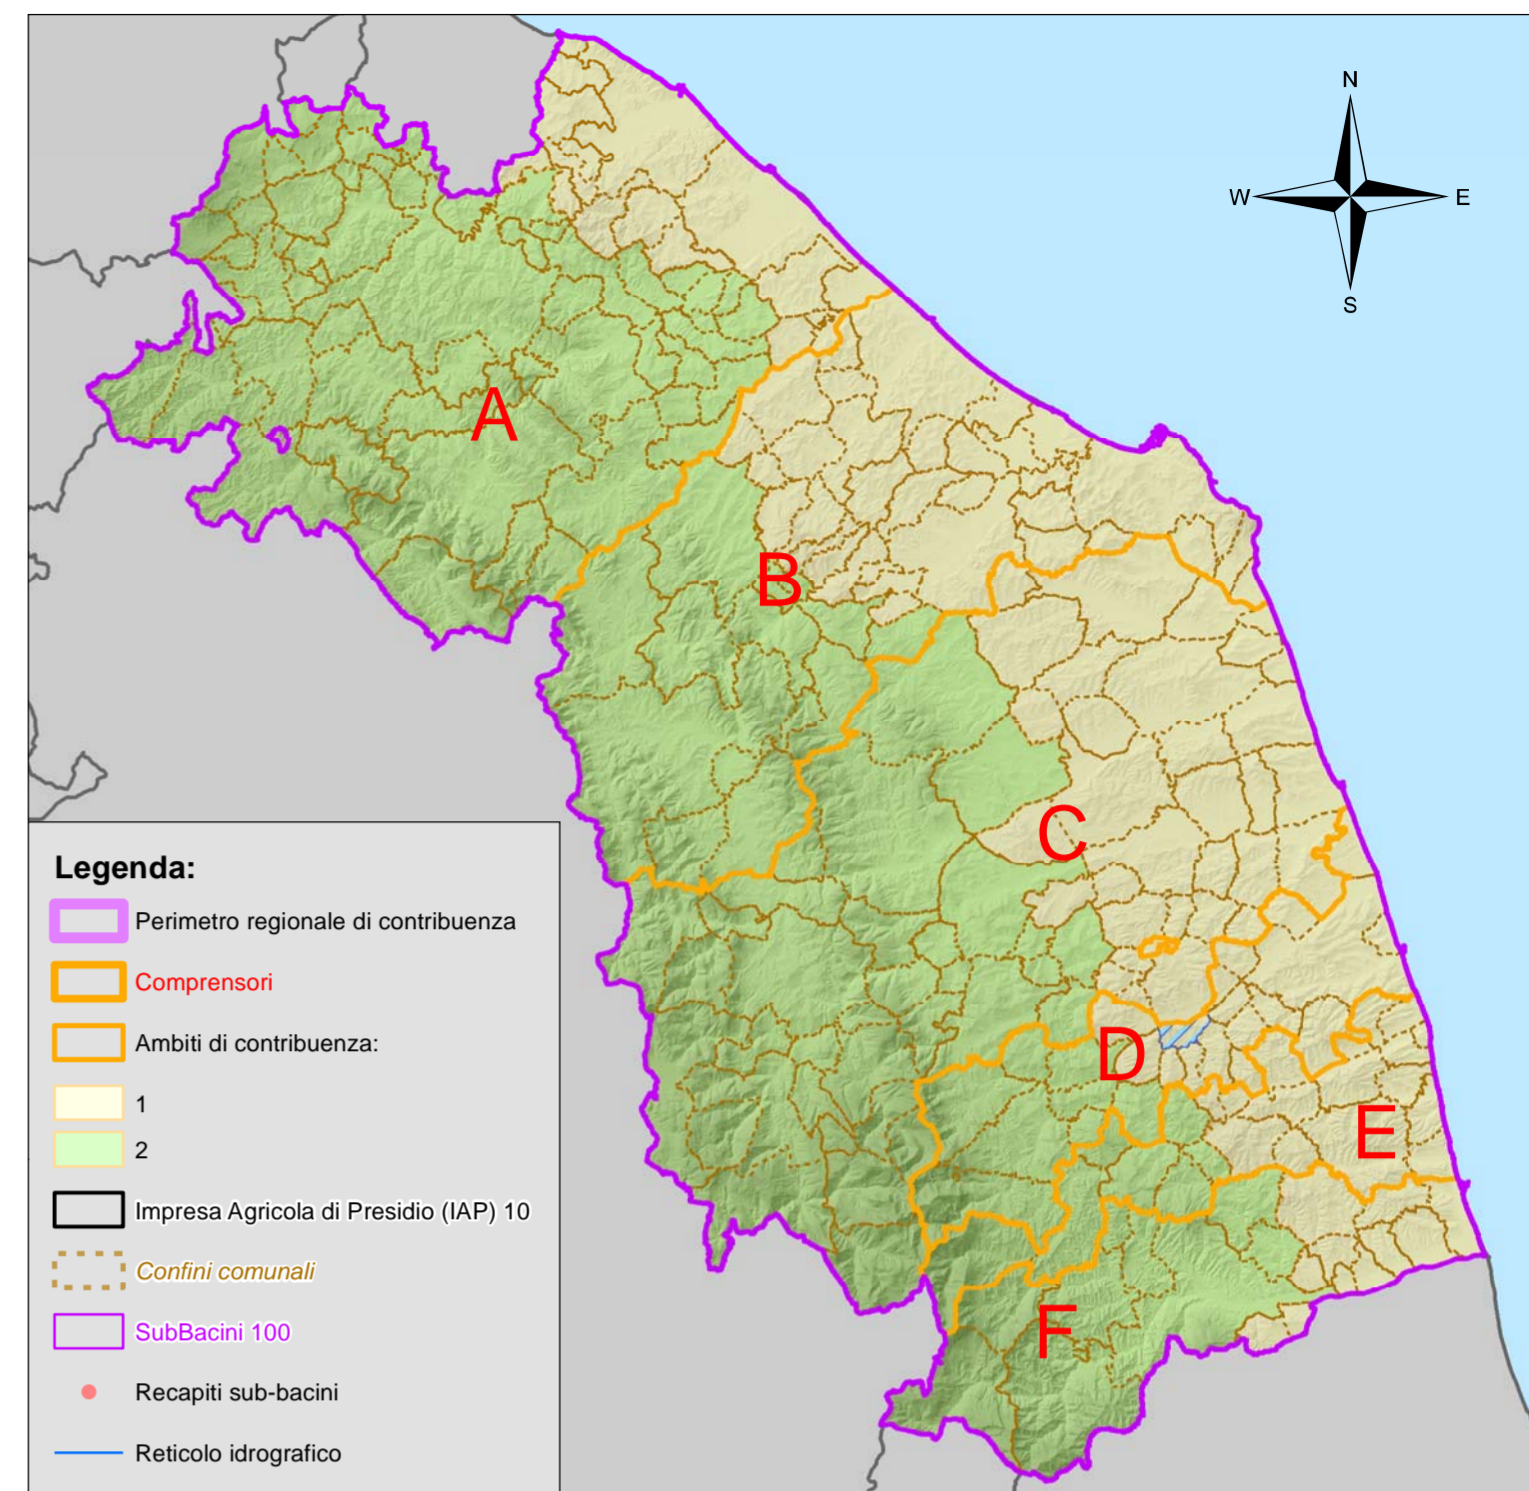 N
W
E
S
A
B
C
D
E
F
Legenda:
Perimetro regionale di contribuenza
Comprensori
Ambiti di contribuenza:
1
2
Impresa Agricola di Presidio (IAP) 10
Confini comunali
SubBacini 100
Recapiti sub-bacini
Reticolo idrografico